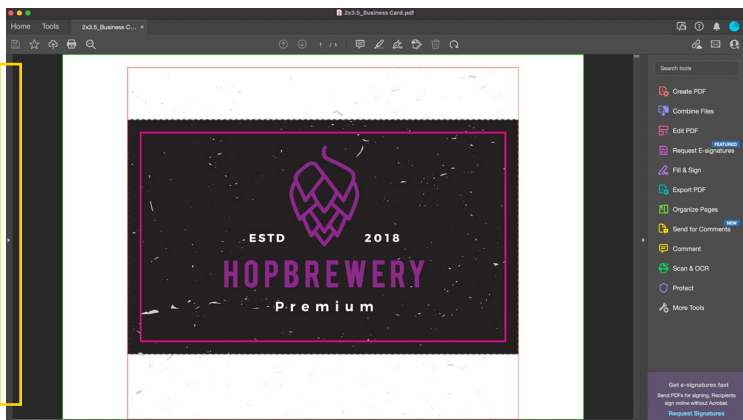 2x3.5_Business Card.pdf
Home Tools 2x3.5_Business C... ×
1 / 1
Search tools
Create PDF
Combine Files
Edit PDF
FEATURED
Request E-signatures
Fill & Sign
Export PDF
Organize Pages
NEW
Send for Comments
Comment
Scan & OCR
Protect
More Tools
ESTD 2018
HOPBREWERY
Premium
Get e-signatures fast
Send PDFs for signing. Recipients
sign online without Acrobat.
Request Signatures